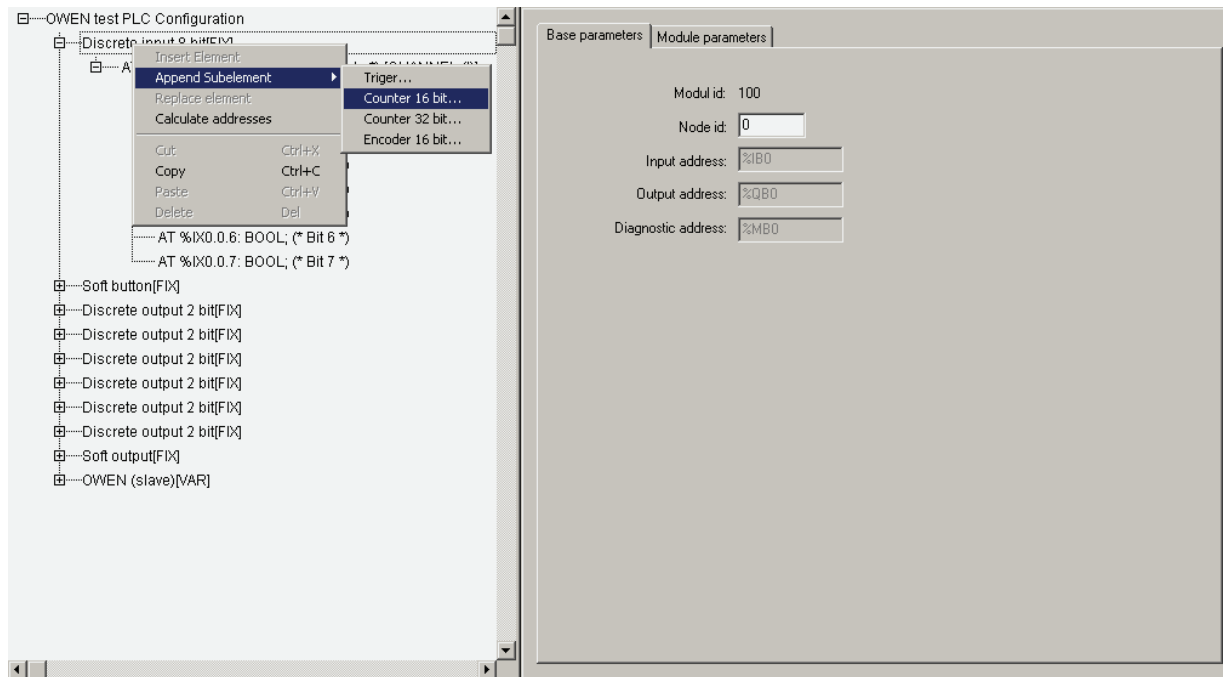 OWEN test PLC Configuration
Discrete input 8 bit[FIX]
Insert Element
Append Subelement
Replace element
Calculate addresses
Cut Ctrl+X
Copy Ctrl+C
Paste Ctrl+V
Delete Del
Triger...
Counter 16 bit...
Counter 32 bit...
Encoder 16 bit...
AT %IX0.0.6: BOOL; (* Bit 6 *)
AT %IX0.0.7: BOOL; (* Bit 7 *)
Soft button[FIX]
Discrete output 2 bit[FIX]
Discrete output 2 bit[FIX]
Discrete output 2 bit[FIX]
Discrete output 2 bit[FIX]
Discrete output 2 bit[FIX]
Discrete output 2 bit[FIX]
Soft output[FIX]
OWEN (slave)[VAR]
Base parameters Module parameters
Modul id: 100
Node id: 0
Input address: %IB0
Output address: %QB0
Diagnostic address: %MB0